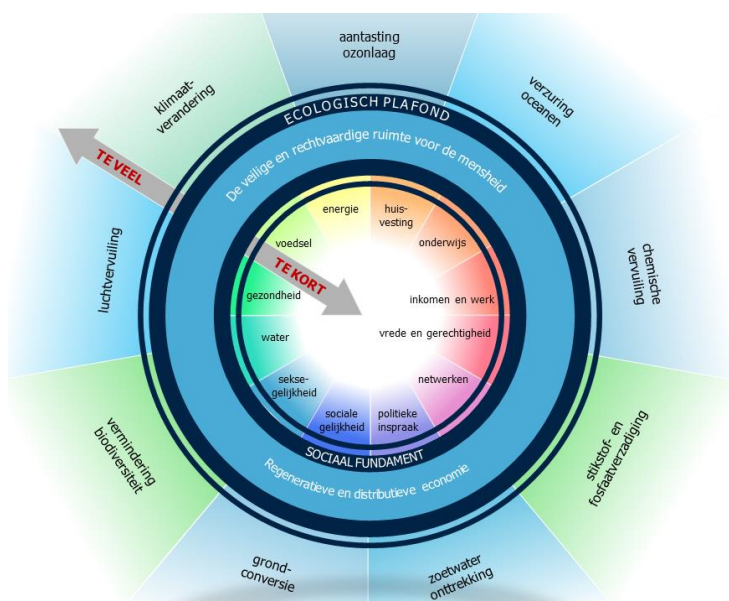 aantasting
ozonlaag
verzuring
oceanen
chemische
vervuiling
stikstof- en
fosfaatverzadiging
zoetwater
onttrekking
grond-
conversie
vermindering
biodiversiteit
luchtvervuiling
klimaat-
verandering
TE VEEL
ECOLOGISCH PLAFOND
De veilige en rechtvaardige ruimte voor de mensheid
energie
huis-
vesting
onderwijs
inkomen en werk
vrede en gerechtigheid
netwerken
politieke
inspraak
sociale
gelijkheid
sekse-
gelijkheid
water
gezondheid
voedsel
TE KORT
SOCIAAL FUNDAMENT
Regeneratieve en distributieve economie